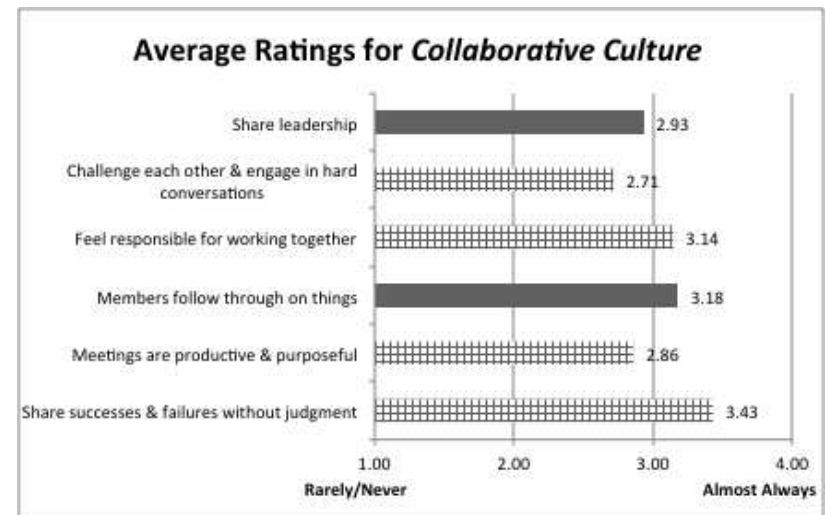 Average Ratings for Collaborative Culture
Share leadership
2.93
Challenge each other & engage in hard
conversations
2.71
Feel responsible for working together
3.14
Members follow through on things
3.18
Meetings are productive & purposeful
2.86
Share successes & failures without judgment
3.43
1.00 2.00 3.00 4.00
Rarely/Never Almost Always